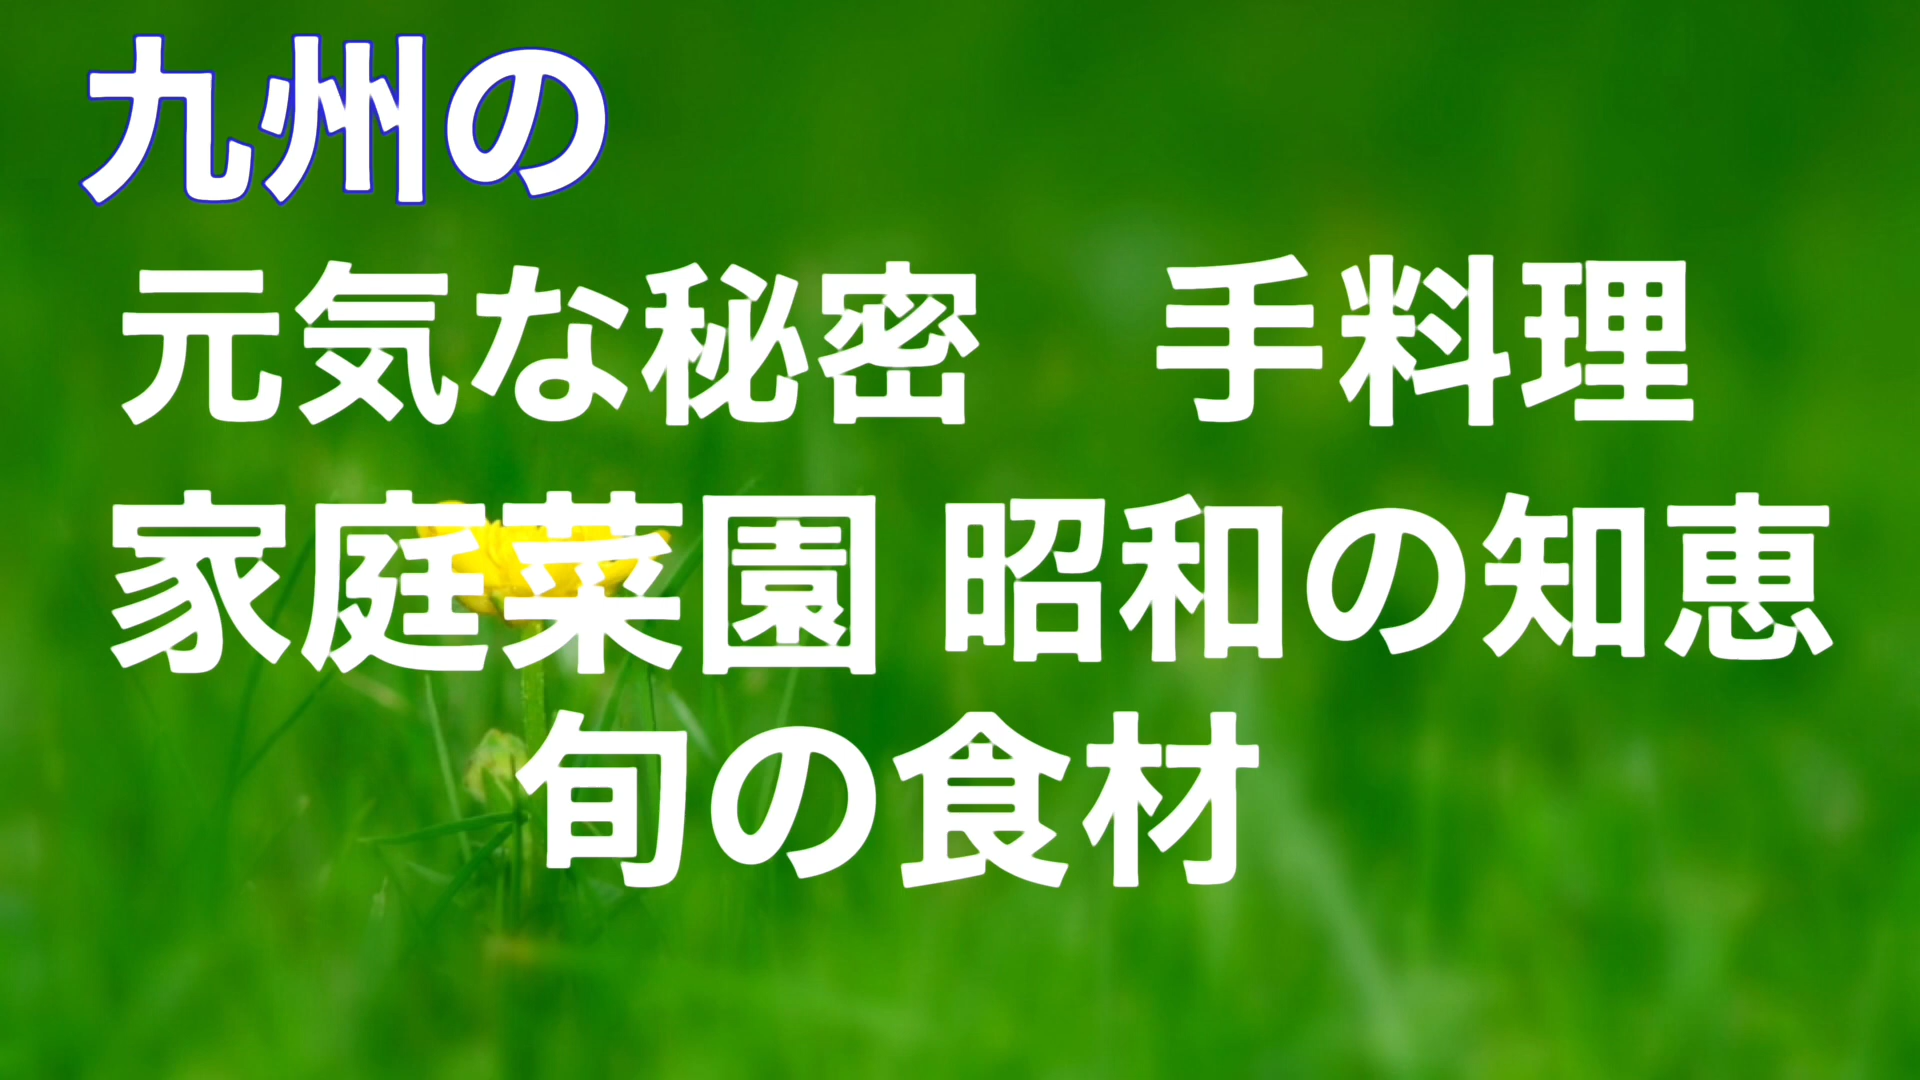 九州の
元気な秘密　手料理
家庭菜園 昭和の知恵
旬の食材